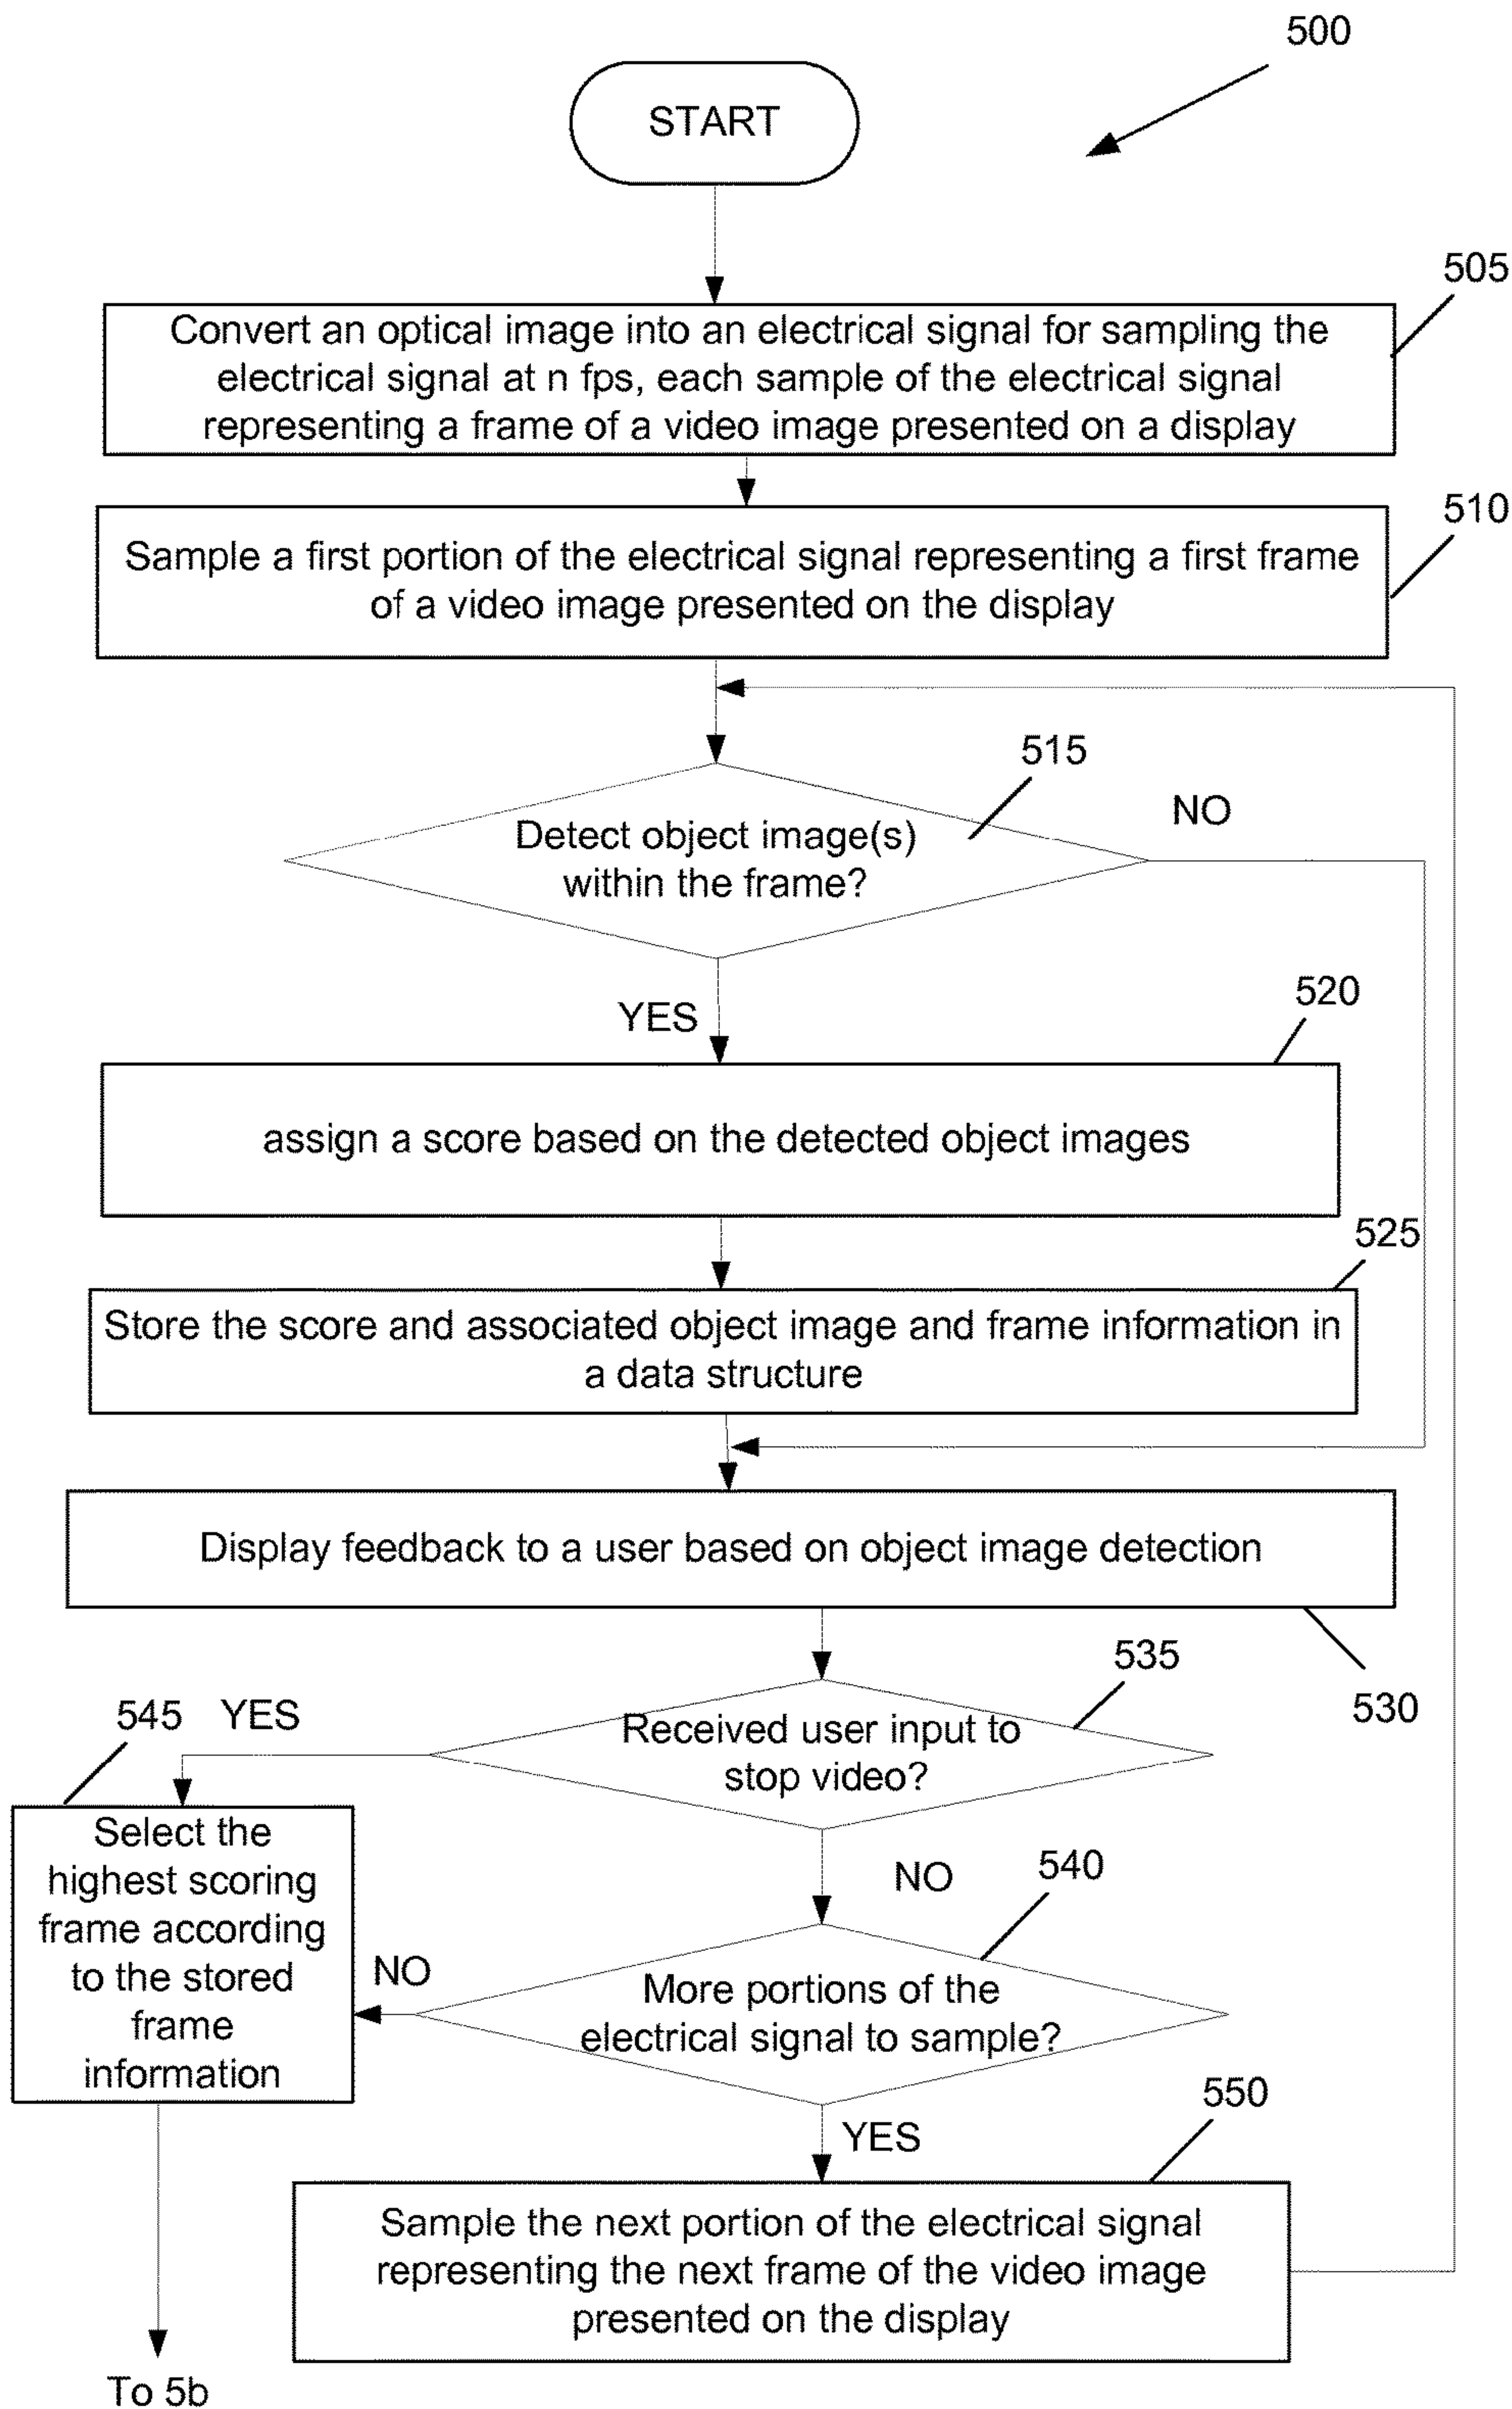 500
START
505
Convert an optical image into an electrical signal for sampling the
electrical signal at n fps, each sample of the electrical signal
representing a frame of a video image presented on a display
510
Sample a first portion of the electrical signal representing a first frame
of a video image presented on the display
515
NO
Detect object image(s)
within the frame?
YES
520
assign a score based on the detected object images
525
Store the score and associated object image and frame information in
a data structure
Display feedback to a user based on object image detection
530
535
545
YES
Received user input to
stop video?
Select the
highest scoring
frame according
to the stored
frame
information
NO
540
NO
More portions of the
electrical signal to sample?
YES
550
Sample the next portion of the electrical signal
representing the next frame of the video image
presented on the display
To 5b